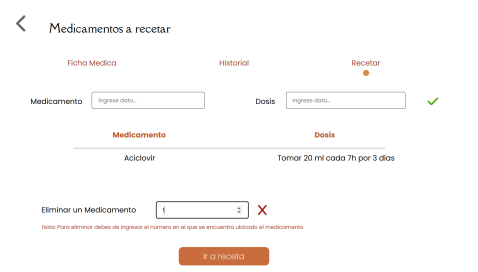 Medicamentos a recetar
Ficha Medica Historial Recetar
Medicamento Ingrese dato... Dosis Ingrese dato...
Medicamento Dosis
Aciclovir Tomar 20 ml cada 7h por 3 dias
Eliminar un Medicamento 1
Nota: Para eliminar debes de ingresar el número en el que se encuentra ubicado el medicamento
Ir a receta